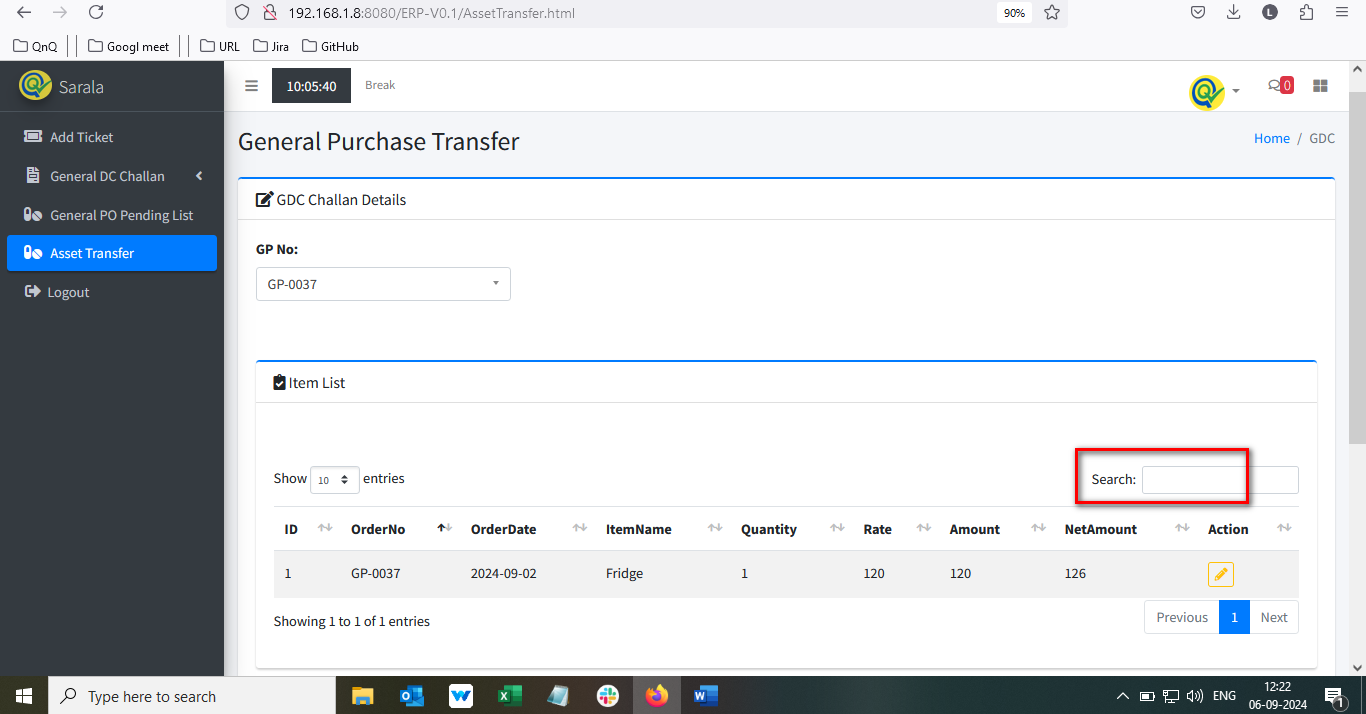 192.168.1.8:8080/ERP-V0.1/AssetTransfer.html 90% L
QnQ Googl meet URL Jira GitHub
Sarala 10:05:40 Break 0
Add Ticket
General DC Challan
General PO Pending List
Asset Transfer
Logout
General Purchase Transfer Home / GDC
GDC Challan Details
GP No:
GP-0037
Item List
Show 10 entries Search:
ID OrderNo OrderDate ItemName Quantity Rate Amount NetAmount Action
1 GP-0037 2024-09-02 Fridge 1 120 120 126
Showing 1 to 1 of 1 entries Previous 1 Next
Type here to search ENG 12:22
06-09-2024 1